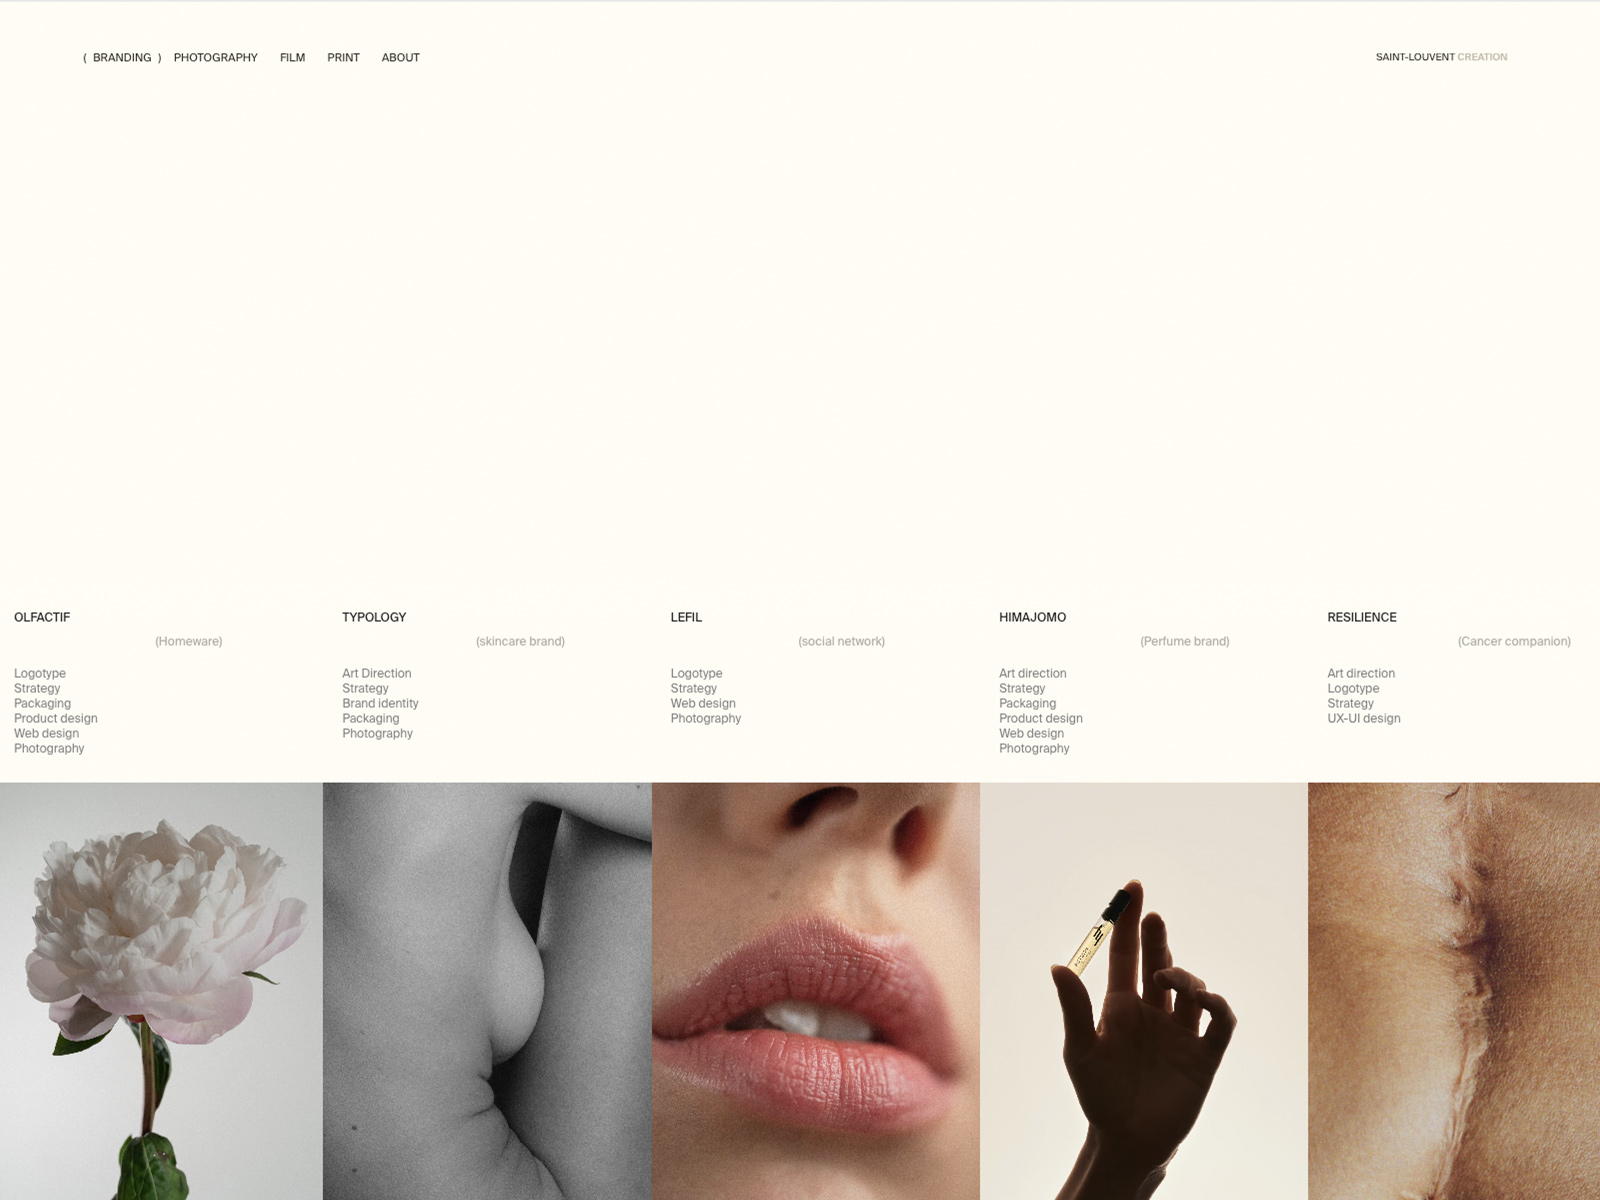 ( BRANDING ) PHOTOGRAPHY FILM PRINT ABOUT
SAINT-LOUVENT CREATION
OLFACTIF
(Homeware)
Logotype
Strategy
Packaging
Product design
Web design
Photography
TYPOLOGY
(skincare brand)
Art Direction
Strategy
Brand identity
Packaging
Photography
LEFIL
(social network)
Logotype
Strategy
Web design
Photography
HIMAJOMO
(Perfume brand)
Art direction
Strategy
Packaging
Product design
Web design
Photography
RESILIENCE
(Cancer companion)
Art direction
Logotype
Strategy
UX-UI design